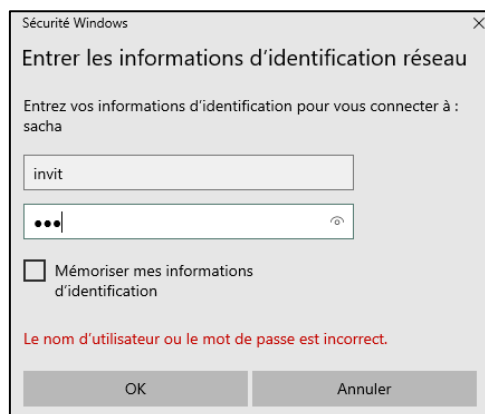 Sécurité Windows
Entrer les informations d’identification réseau
Entrez vos informations d’identification pour vous connecter à :
sacha
invit
●●●
Mémoriser mes informations
d’identification
Le nom d’utilisateur ou le mot de passe est incorrect.
OK
Annuler